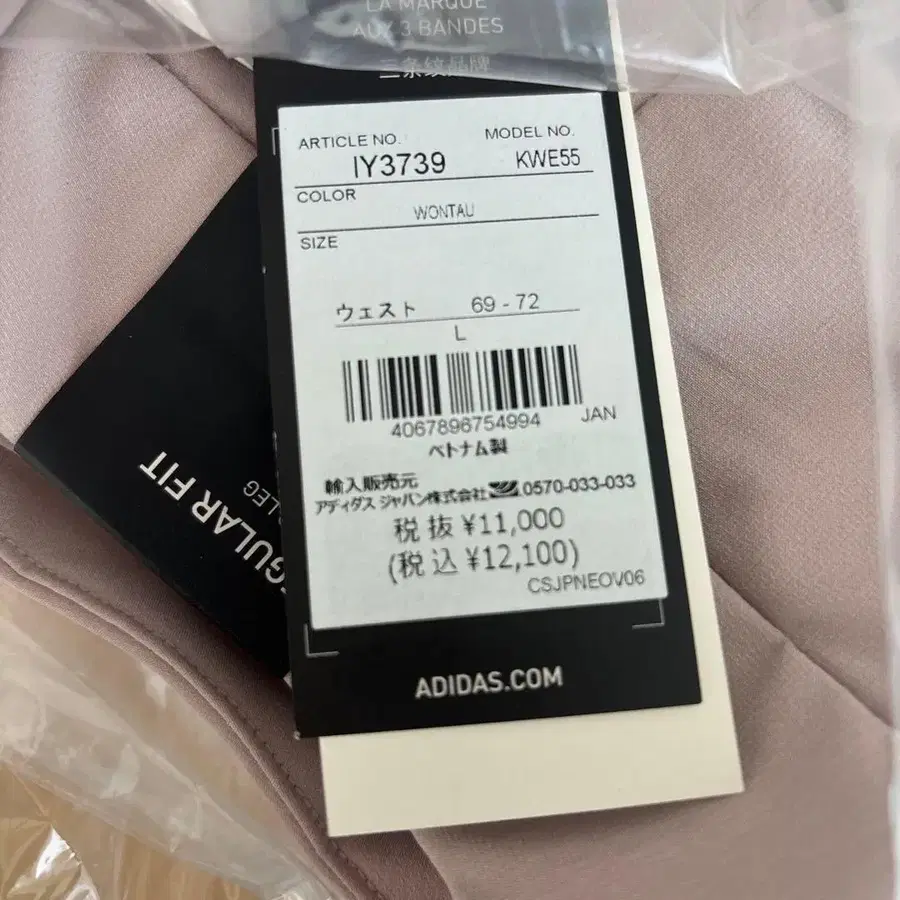 LA MARQUE
AUX 3 BANDES
三条纹品牌
ARTICLE NO. MODEL NO.
IY3739 KWE55
COLOR
WONTAU
SIZE
ウェスト 69 - 72
L
4067896754994 JAN
ベトナム製
輸入販売元
アディダス ジャパン株式会社 0570-033-033
税抜 ¥11,000
(税込 ¥12,100)
CSJPNEOV06
ADIDAS.COM
GULAR FIT
LEG